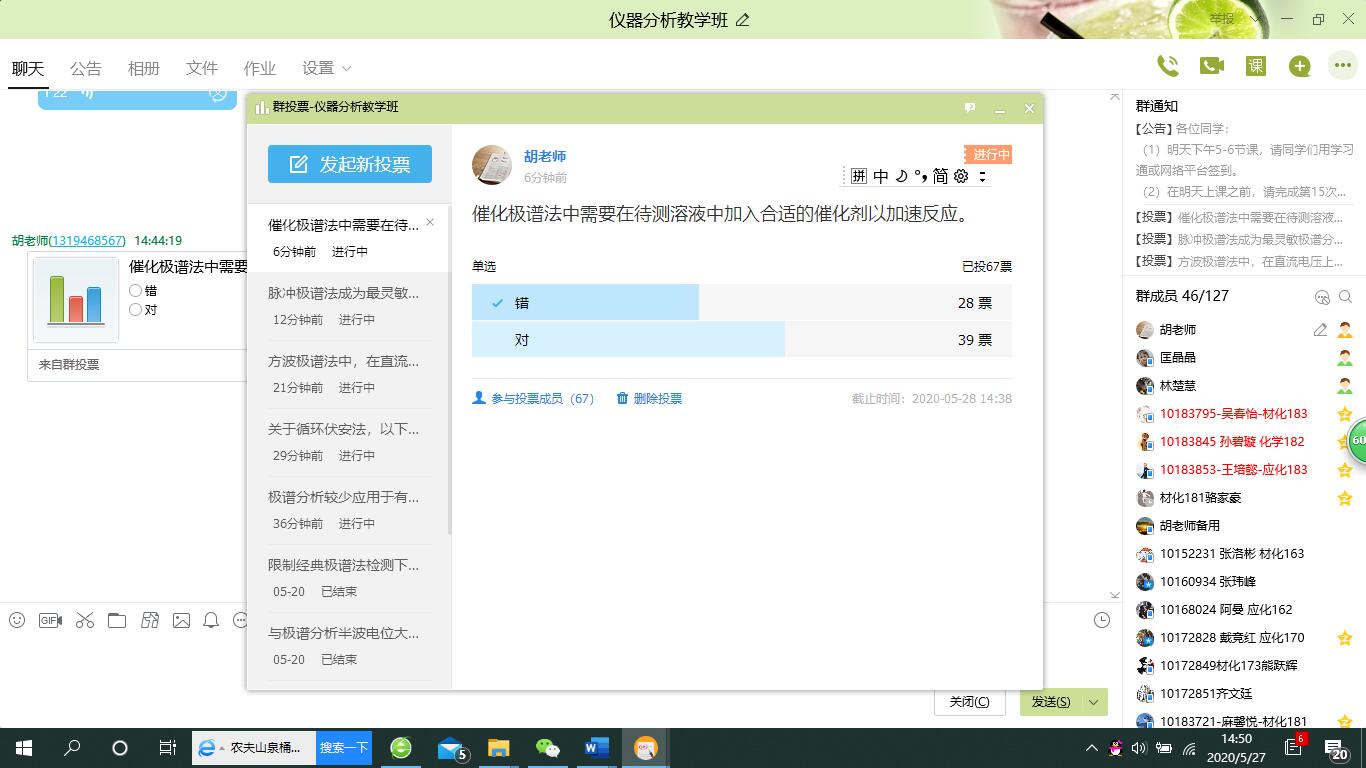 仪器分析教学班
举报
聊天 公告 相册 文件 作业 设置
课
1'22
胡老师(1319468567) 14:44:19
催化极谱法中需要
错
对
来自群投票
GIF
群投票-仪器分析教学班
发起新投票
催化极谱法中需要在待...
6分钟前 进行中
脉冲极谱法成为最灵敏...
12分钟前 进行中
方波极谱法中，在直流...
21分钟前 进行中
关于循环伏安法，以下...
29分钟前 进行中
极谱分析较少应用于有...
36分钟前 进行中
限制经典极谱法检测下...
05-20 已结束
与极谱分析半波电位大...
05-20 已结束
胡老师
6分钟前
进行中
拼 中 简
催化极谱法中需要在待测溶液中加入合适的催化剂以加速反应。
单选 已投67票
错 28 票
对 39 票
参与投票成员（67） 删除投票 截止时间：2020-05-28 14:38
关闭(C) 发送(S)
群通知
【公告】各位同学：
（1）明天下午5-6节课，请同学们用学习
通或网络平台签到。
（2）在明天上课之前，请完成第15次...
【投票】催化极谱法中需要在待测溶液...
【投票】脉冲极谱法成为最灵敏极谱分...
【投票】方波极谱法中，在直流电压上...
群成员 46/127
胡老师
匡晶晶
林楚慧
10183795-吴春怡-材化183
10183845 孙碧璇 化学182
10183853-王培懿-应化183
材化181骆家豪
胡老师备用
10152231 张洛彬 材化163
10160934 张玮峰
10168024 阿曼 应化162
10172828 戴竞红 应化170
10172849材化173熊跃辉
10172851齐文廷
10183721-麻馨悦-材化181
60
农夫山泉桶... 搜索一下
5
14:50
2020/5/27
6
20